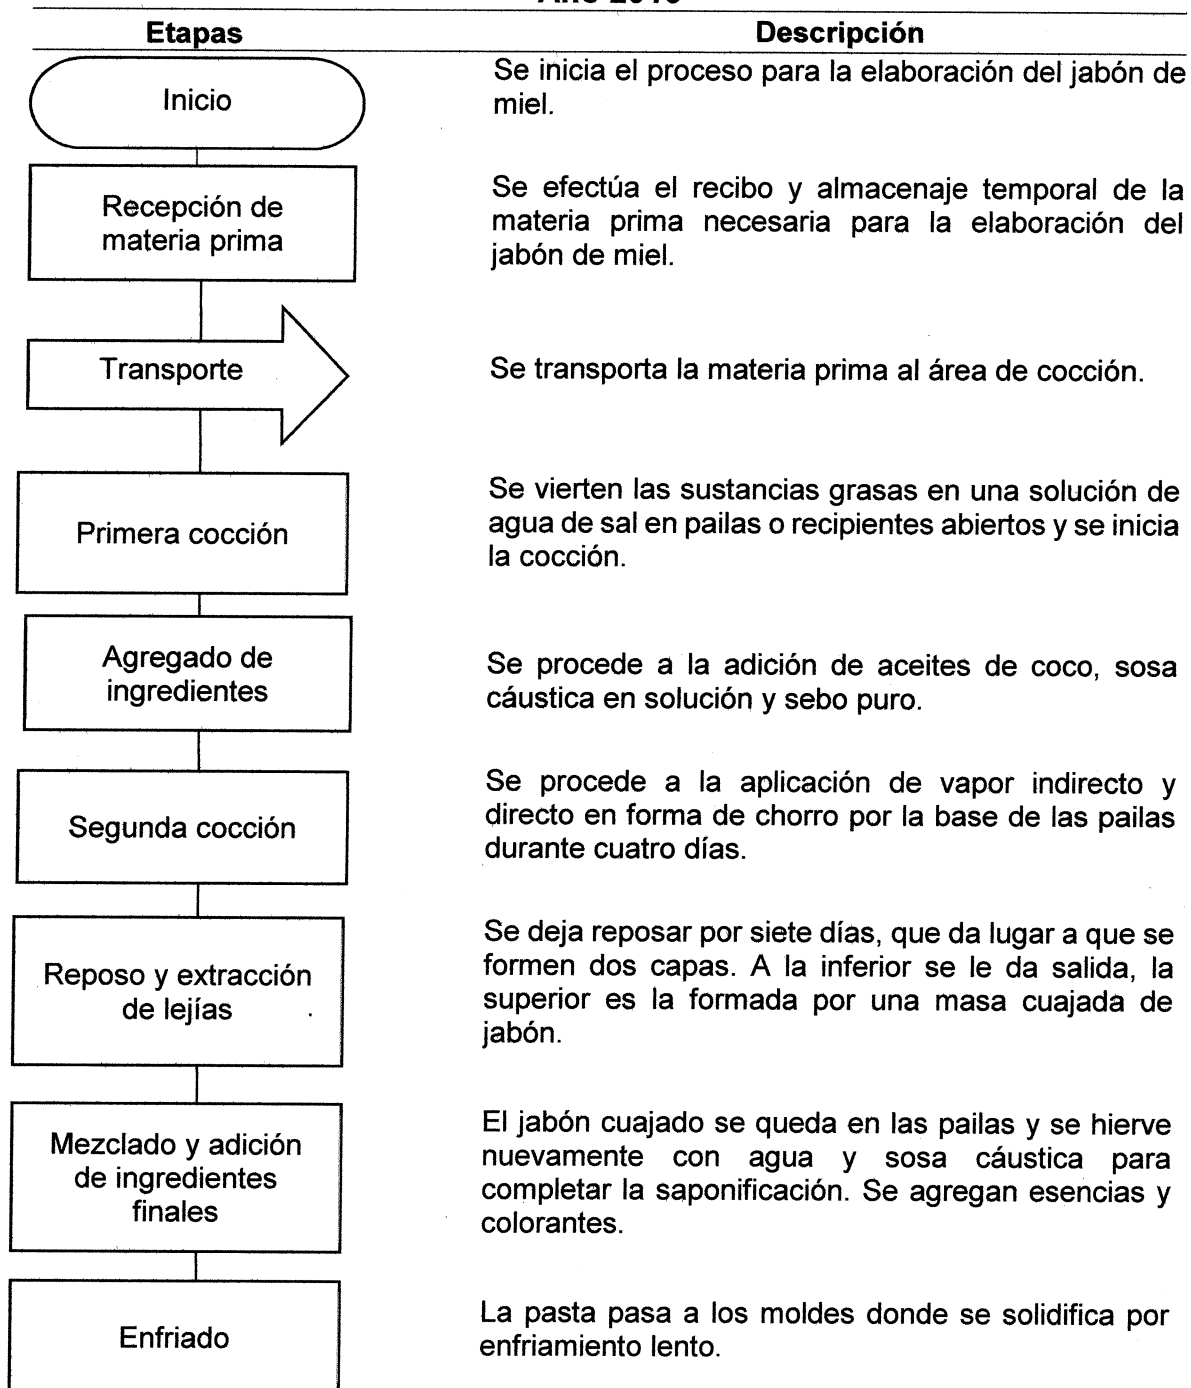 Etapas Descripción
Inicio
Se inicia el proceso para la elaboración del jabón de
miel.
Recepción de
materia prima
Se efectúa el recibo y almacenaje temporal de la
materia prima necesaria para la elaboración del
jabón de miel.
Transporte
Se transporta la materia prima al área de cocción.
Primera cocción
Se vierten las sustancias grasas en una solución de
agua de sal en pailas o recipientes abiertos y se inicia
la cocción.
Agregado de
ingredientes
Se procede a la adición de aceites de coco, sosa
cáustica en solución y sebo puro.
Segunda cocción
Se procede a la aplicación de vapor indirecto y
directo en forma de chorro por la base de las pailas
durante cuatro días.
Reposo y extracción
de lejías
Se deja reposar por siete días, que da lugar a que se
formen dos capas. A la inferior se le da salida, la
superior es la formada por una masa cuajada de
jabón.
Mezclado y adición
de ingredientes
finales
El jabón cuajado se queda en las pailas y se hierve
nuevamente con agua y sosa cáustica para
completar la saponificación. Se agregan esencias y
colorantes.
Enfriado
La pasta pasa a los moldes donde se solidifica por
enfriamiento lento.